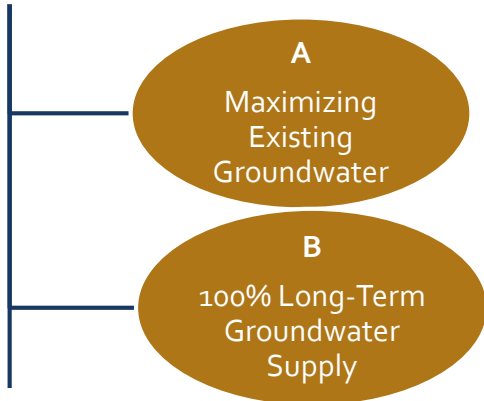 A
Maximizing
Existing
Groundwater
B
100% Long-Term
Groundwater
Supply